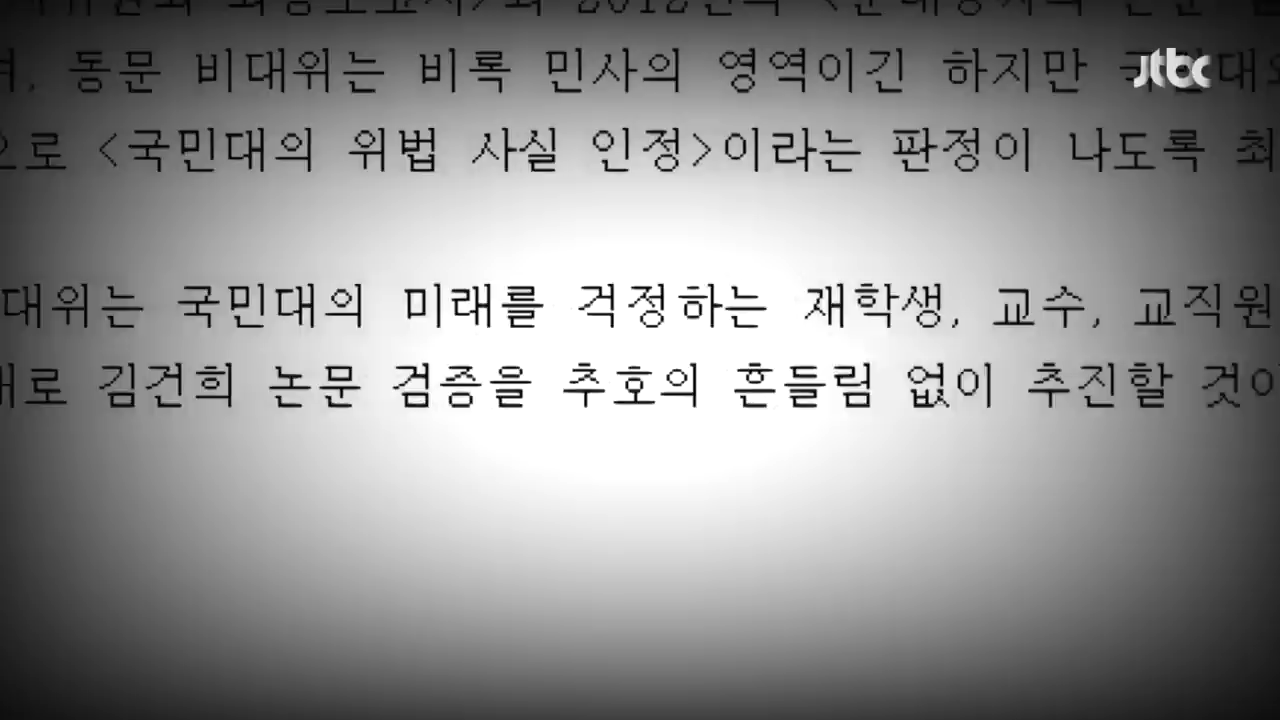 동문 비대위는 비록 민사의 영역이긴 하지만
jtbc
<국민대의 위법 사실 인정>이라는 판정이 나도록 최
대위는 국민대의 미래를 걱정하는 재학생, 교수, 교직원
김건희 논문 검증을 추호의 흔들림 없이 추진할